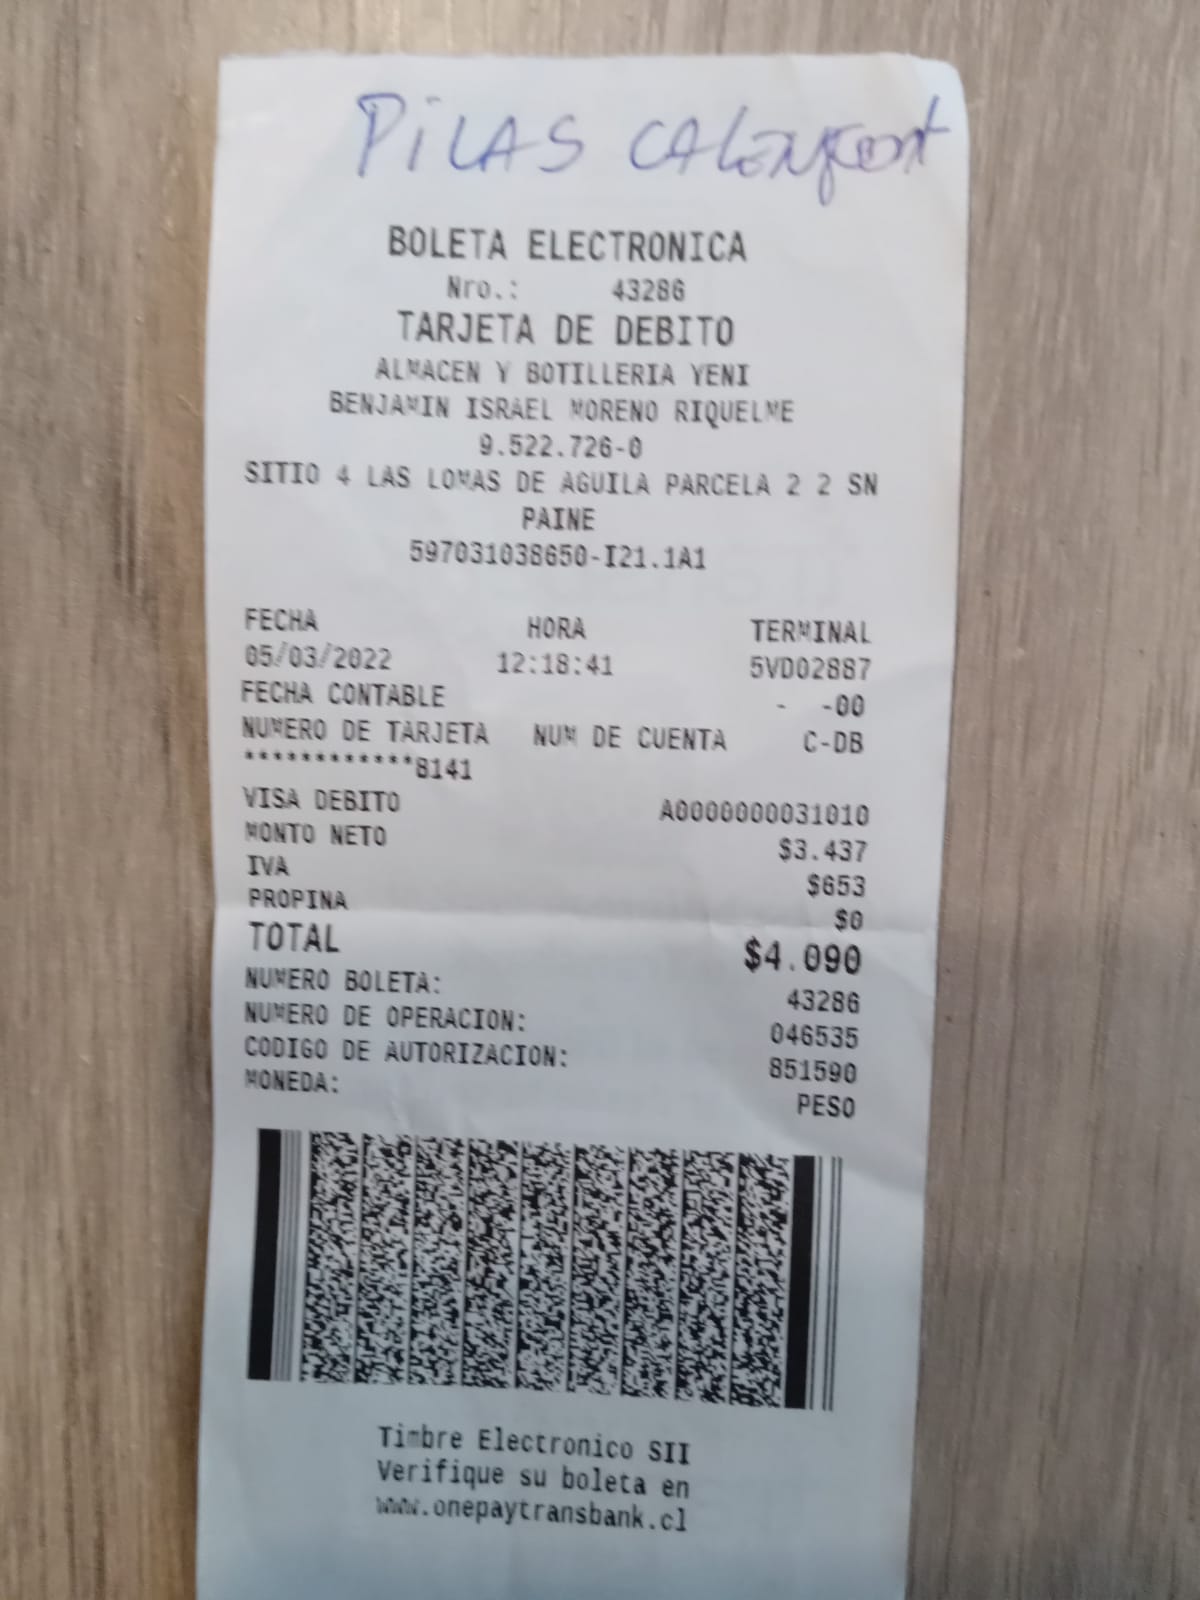 PiLAS
BOLETA ELECTRONICA
Nro.: 43286
TARJETA DE DEBITO
ALMACEN Y BOTILLERIA YENI
BENJAMIN ISRAEL MORENO RIQUELME
9.522.726-0
SITIO 4 LAS LOMAS DE AGUILA PARCELA 2 2 SN
PAINE
597031038650-I21.1A1
FECHA HORA TERMINAL
05/03/2022 12:18:41 5VD02887
FECHA CONTABLE - -00
NUMERO DE TARJETA NUM DE CUENTA C-DB
************8141
VISA DEBITO A0000000031010
MONTO NETO $3.437
IVA $653
PROPINA $0
TOTAL $4.090
NUMERO BOLETA: 43286
NUMERO DE OPERACION: 046535
CODIGO DE AUTORIZACION: 851590
MONEDA: PESO
Timbre Electronico SII
Verifique su boleta en
www.onepaytransbank.cl